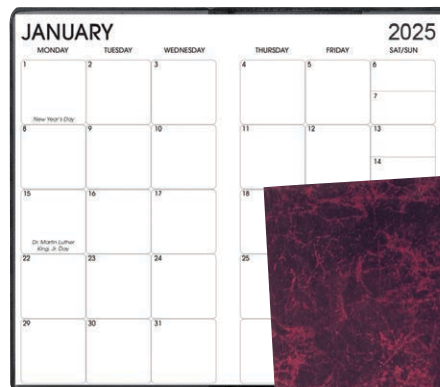 JANUARY 2025
MONDAY TUESDAY WEDNESDAY THURSDAY FRIDAY SAT/SUN
1 2 3 4 5 6
7
New Year's Day
8 9 10 11 12 13
14
15 16 17 18
Dr. Martin Luther
King, Jr. Day
22 23 24 25
29 30 31